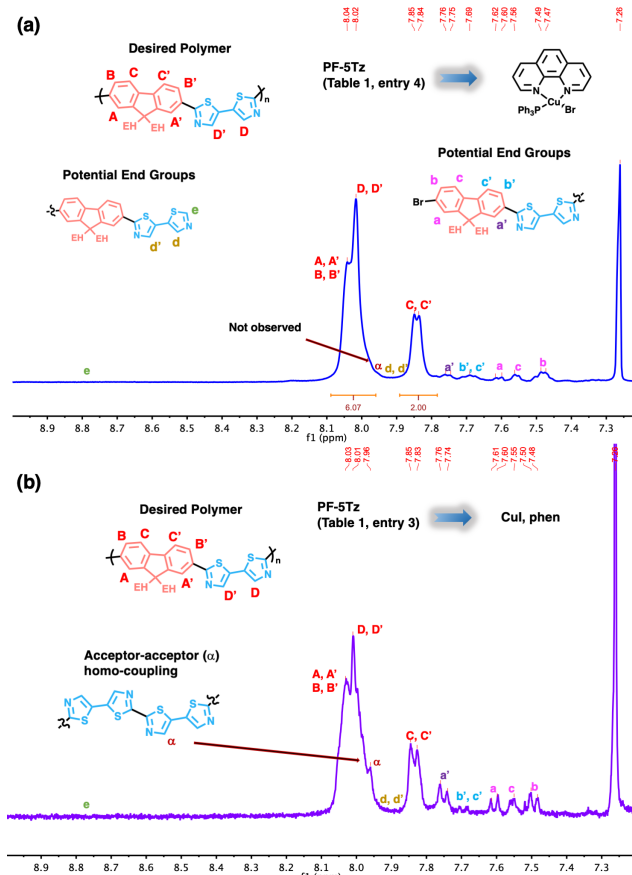 8.04 8.02 7.85 7.84 7.76 7.75 7.69 7.62 7.60 7.56 7.49 7.47 7.26
(a)
Desired Polymer
PF-5Tz
(Table 1, entry 4)
B C C' B'
S S n
N N
A EH EH A' D' D
N N
Ph3P Cu Br
Potential End Groups
Potential End Groups
S S e
N N
EH EH
d' d
D, D'
b c c' b'
Br S S
N N
a EH EH a'
A, A'
B, B'
C, C'
Not observed
e α d, d' a' b', c' a c b
6.07 2.00
8.9 8.8 8.7 8.6 8.5 8.4 8.3 8.2 8.1 8.0 7.9 7.8 7.7 7.6 7.5 7.4 7.3
f1 (ppm)
8.03 8.01 7.96 7.85 7.83 7.76 7.74 7.61 7.60 7.55 7.50 7.48
(b)
Desired Polymer
PF-5Tz
(Table 1, entry 3)
CuI, phen
B C C' B'
S S n
N N
A EH EH A' D' D
D, D'
Acceptor-acceptor (α)
homo-coupling
A, A'
B, B'
N S N S
S N S N
α
C, C'
α a'
e d, d' b', c' a c b
8.9 8.8 8.7 8.6 8.5 8.4 8.3 8.2 8.1 8.0 7.9 7.8 7.7 7.6 7.5 7.4 7.3
f1 (ppm)